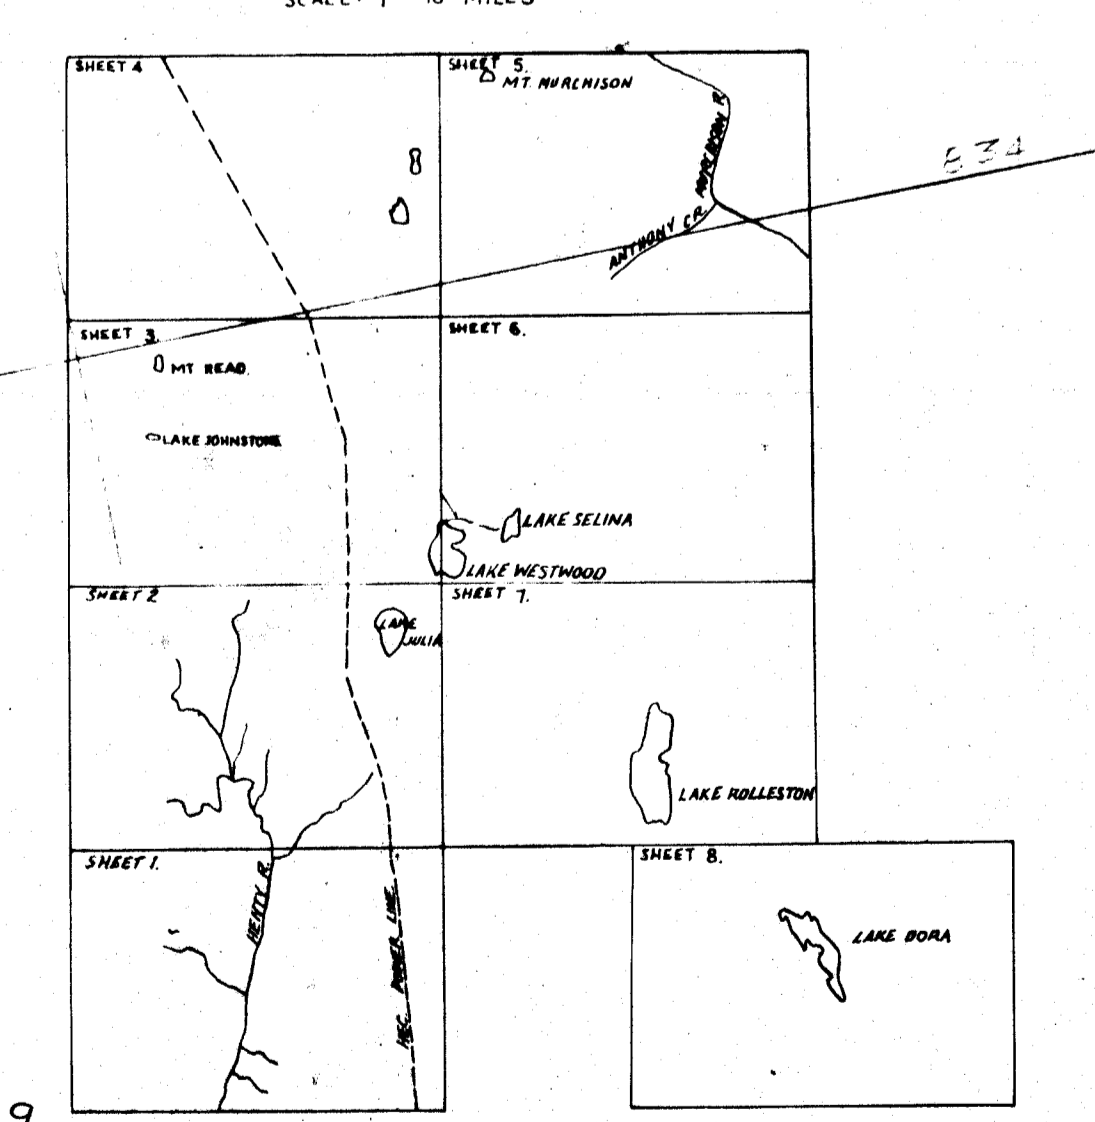 SHEET 4
SHEET 5.
MT. MURCHISON
MURCHISON R.
834
ANTHONY CR.
SHEET 3.
SHEET 6.
MT READ.
LAKE JOHNSTONE
LAKE SELINA
LAKE WESTWOOD
SHEET 2
SHEET 7.
LAKE
JULIA
LAKE ROLLESTON
SHEET 1.
SHEET 8.
HENTY R.
HEC POWER LINE
LAKE DORA
9